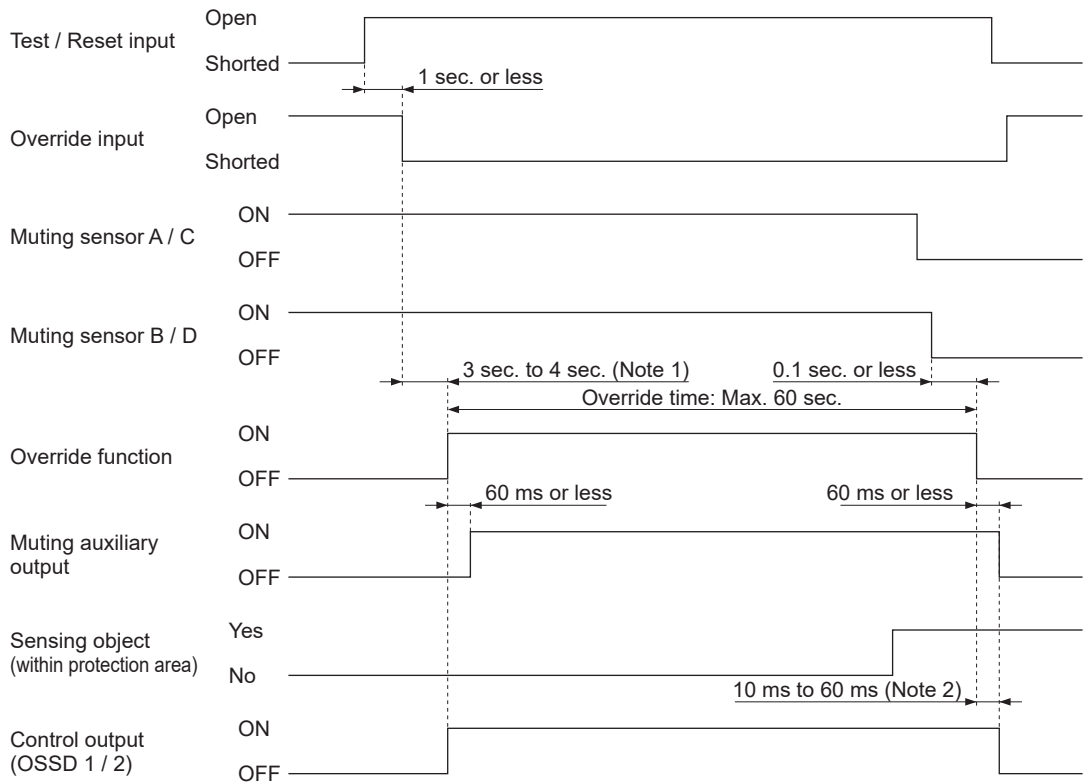 Test / Reset input
Open
Shorted
1 sec. or less
Override input
Open
Shorted
Muting sensor A / C
ON
OFF
Muting sensor B / D
ON
OFF
3 sec. to 4 sec. (Note 1)
0.1 sec. or less
Override time: Max. 60 sec.
Override function
ON
OFF
60 ms or less
60 ms or less
Muting auxiliary
output
ON
OFF
Sensing object
(within protection area)
Yes
No
10 ms to 60 ms (Note 2)
Control output
(OSSD 1 / 2)
ON
OFF